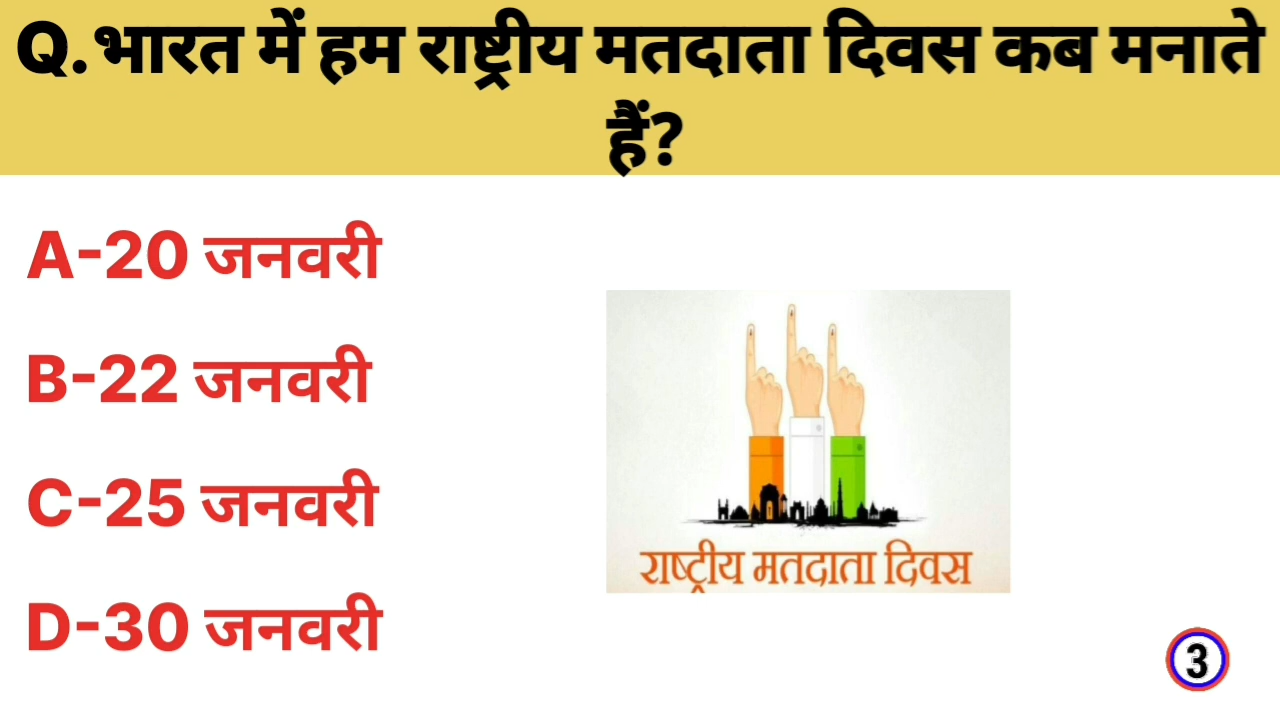 Q.भारत में हम राष्ट्रीय मतदाता दिवस कब मनाते
हैं?
A-20 जनवरी
B-22 जनवरी
C-25 जनवरी
D-30 जनवरी
राष्ट्रीय मतदाता दिवस
3